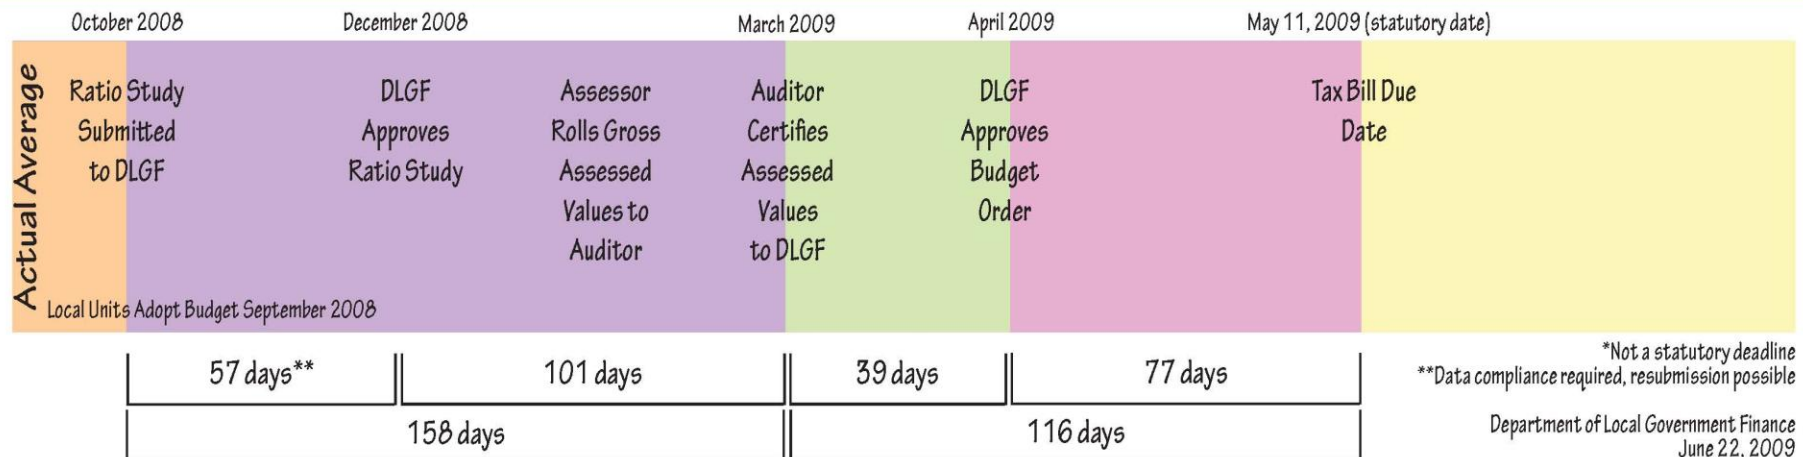 October 2008
December 2008
March 2009
April 2009
May 11, 2009 (statutory date)
Actual Average
Ratio Study
Submitted
to DLGF
DLGF
Approves
Ratio Study
Assessor
Rolls Gross
Assessed
Values to
Auditor
Auditor
Certifies
Assessed
Values
to DLGF
DLGF
Approves
Budget
Order
Tax Bill Due
Date
Local Units Adopt Budget September 2008
57 days**
101 days
39 days
77 days
158 days
116 days
*Not a statutory deadline
**Data compliance required, resubmission possible
Department of Local Government Finance
June 22, 2009